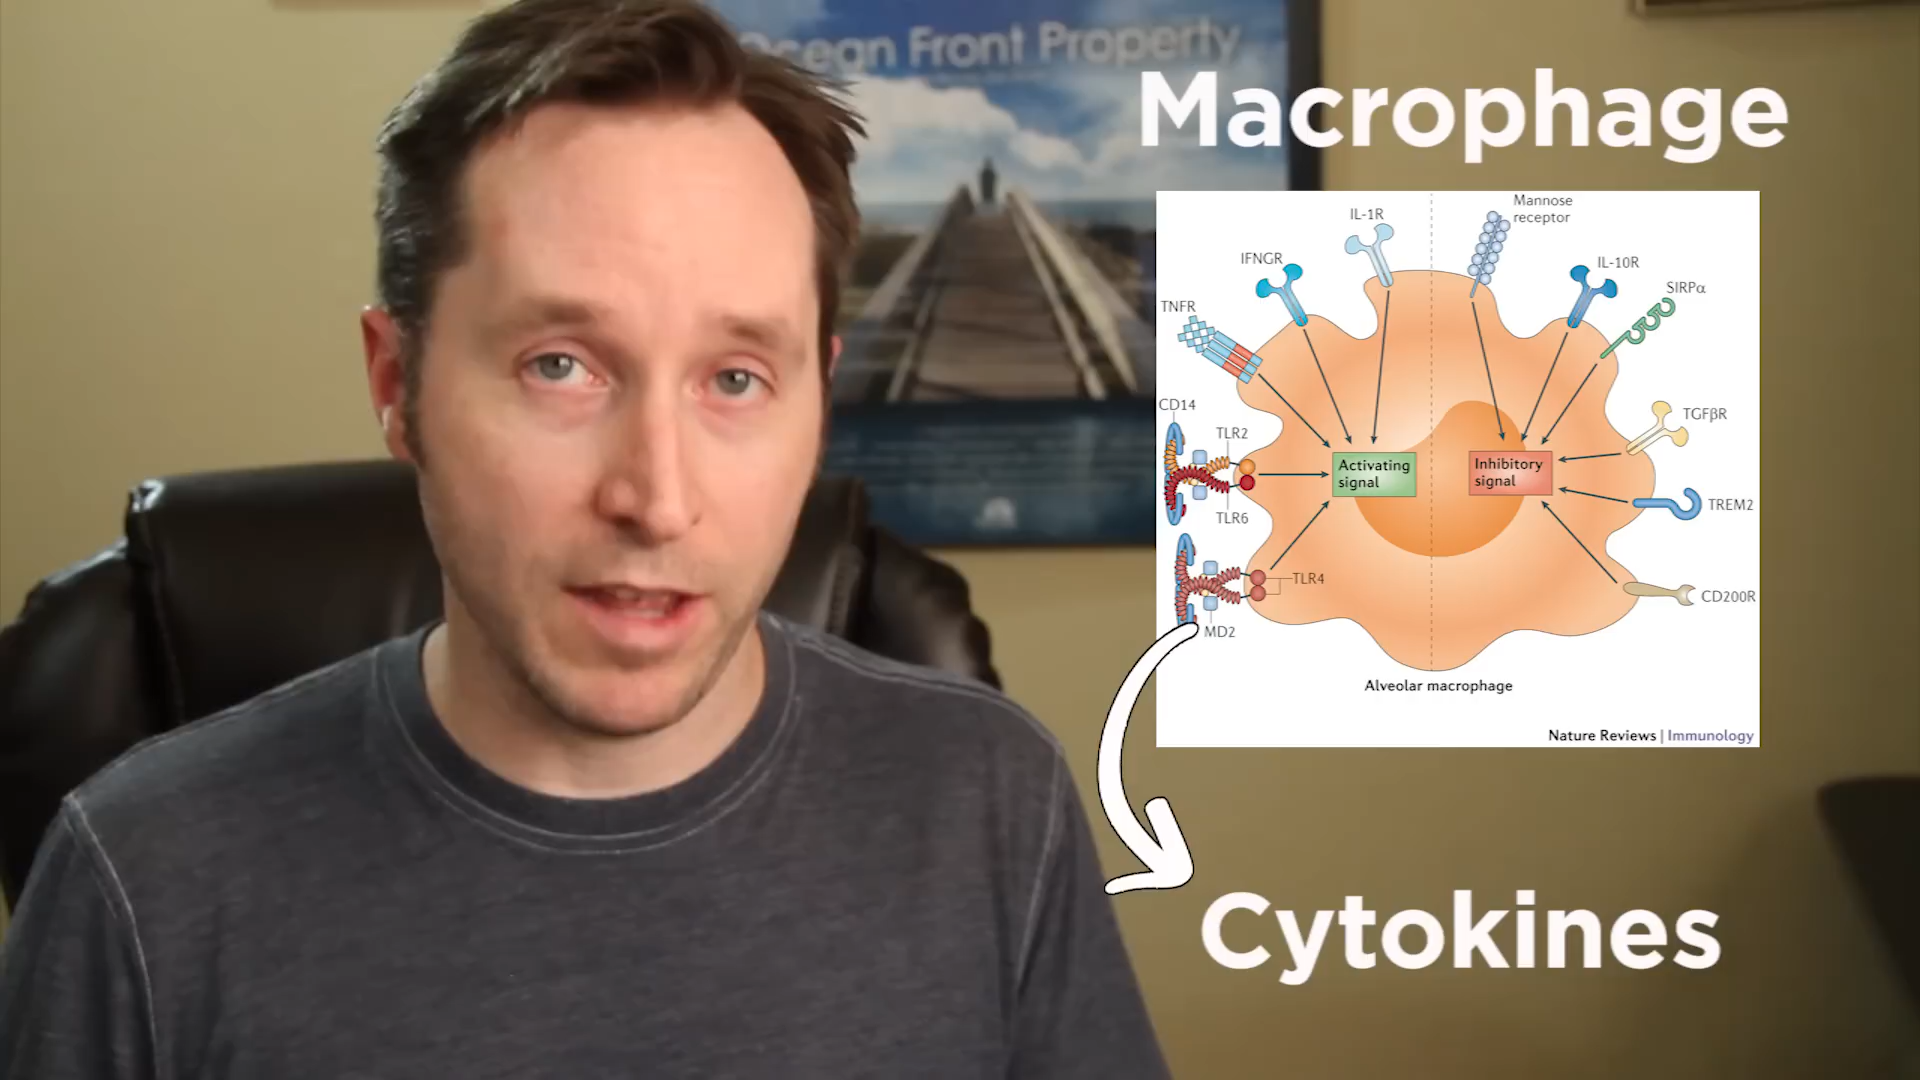 Ocean Front Property
Macrophage
Mannose
receptor
IL-1R
IFNGR
IL-10R
SIRPα
TNFR
CD14
TLR2
TGFβR
Activating
signal
Inhibitory
signal
TREM2
TLR6
TLR4
CD200R
MD2
Alveolar macrophage
Nature Reviews | Immunology
Cytokines